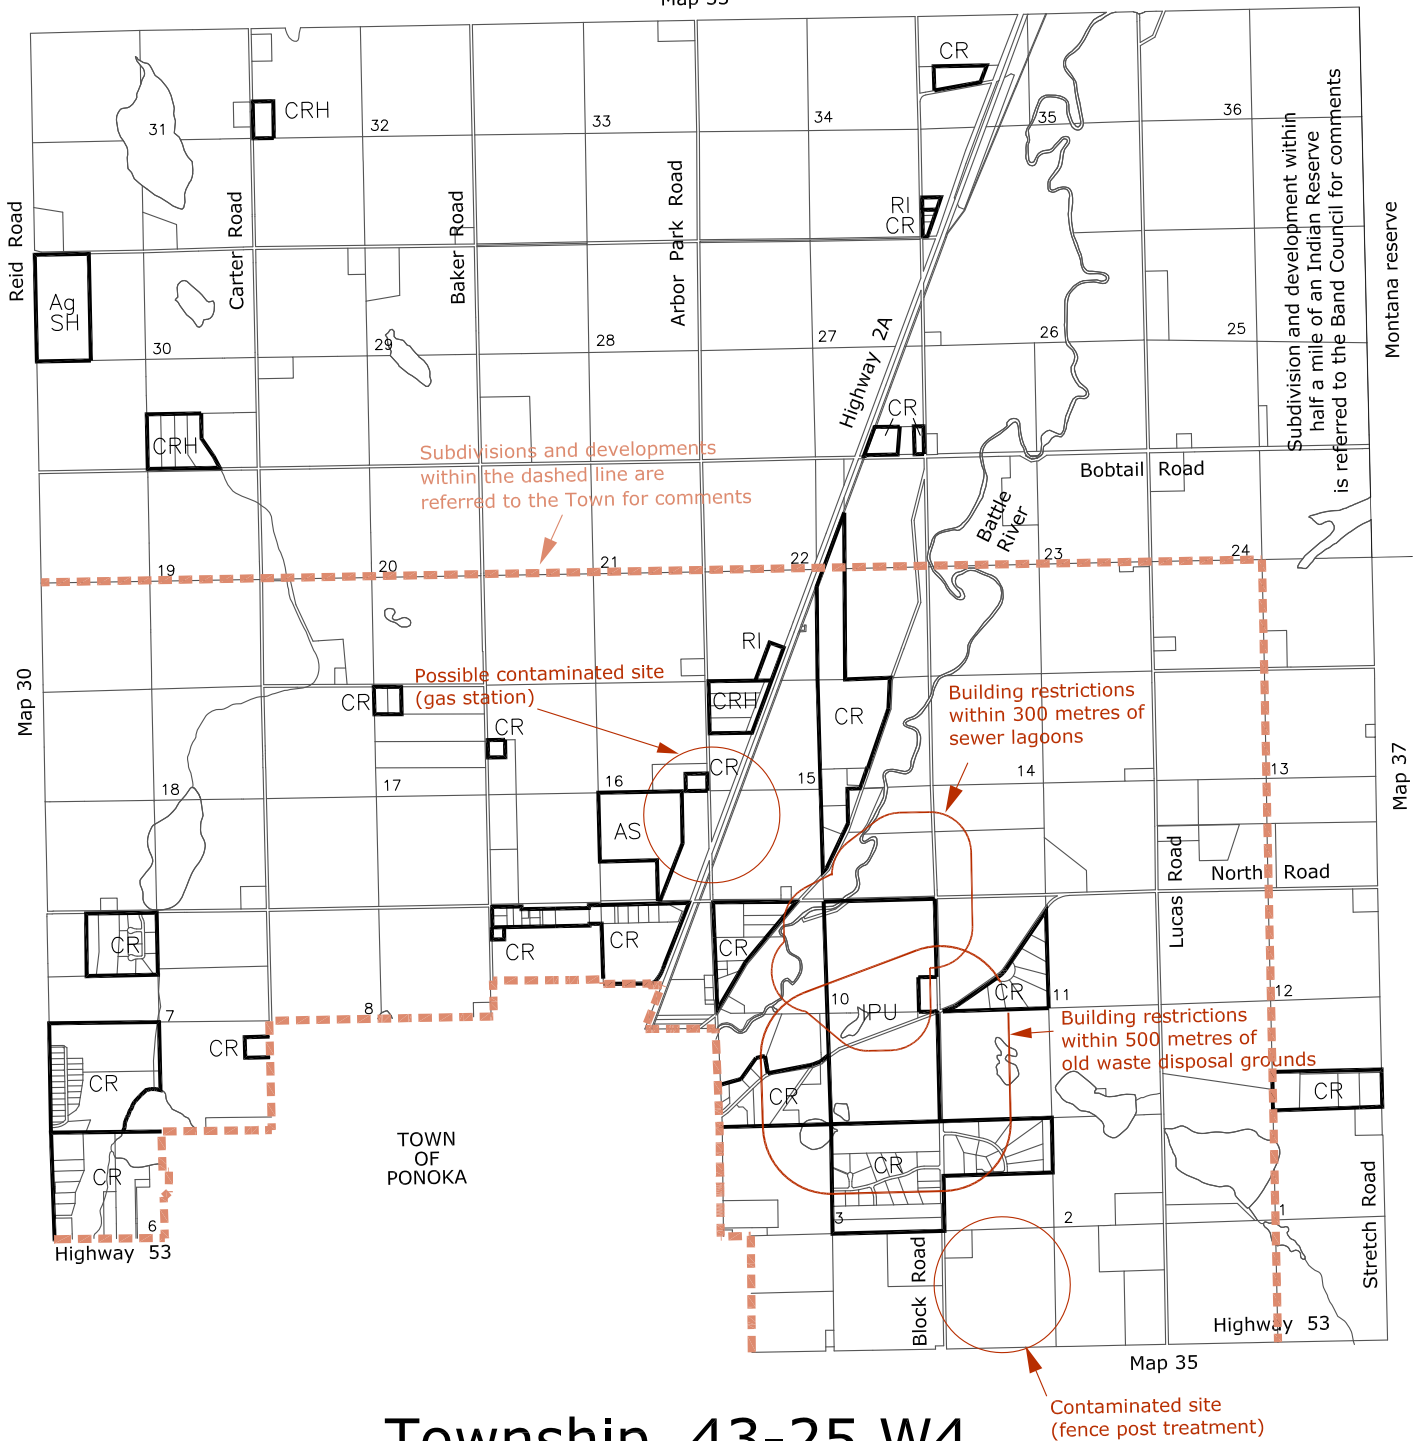 Map 33
CR
CRH
31
32
33
34
35
36
RI
CR
Reid Road
Carter Road
Baker Road
Arbor Park Road
Highway 2A
Subdivision and development within
half a mile of an Indian Reserve
is referred to the Band Council for comments
Montana reserve
Ag
SH
30
29
28
27
26
25
CRH
CR
Subdivisions and developments
within the dashed line are
referred to the Town for comments
Bobtail Road
Battle
River
19
20
21
22
23
24
RI
Possible contaminated site
(gas station)
CR
CRH
CR
CR
Building restrictions
within 300 metres of
sewer lagoons
Map 30
Map 37
CR
18
17
16
15
14
13
AS
North Road
Lucas Road
CR
CR
CR
CR
10
PU
CR
11
12
7
8
CR
Building restrictions
within 500 metres of
old waste disposal grounds
CR
CR
CR
TOWN
OF
PONOKA
CR
CR
6
3
2
1
Highway 53
Block Road
Stretch Road
Highway 53
Map 35
Contaminated site
(fence post treatment)
Township 43-25 W4